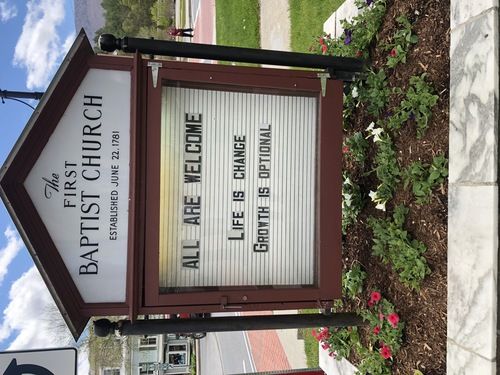 The
FIRST
BAPTIST CHURCH
ESTABLISHED JUNE 22, 1781
ALL ARE WELCOME
LIFE IS CHANGE
GROWTH IS OPTIONAL